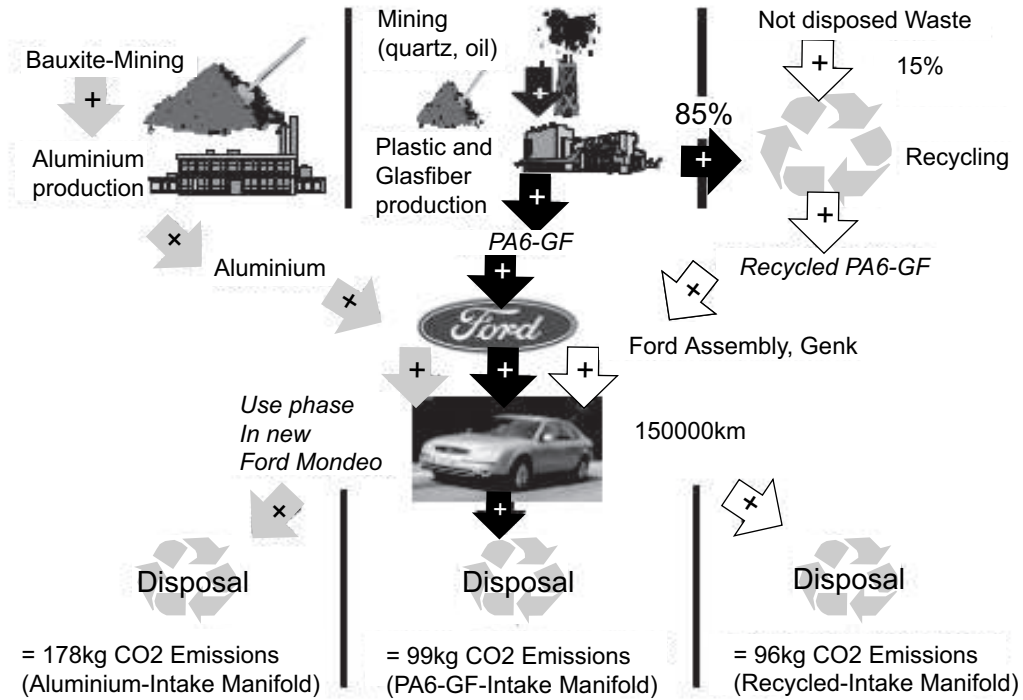 Bauxite-Mining
Aluminium
production
Aluminium
Mining
(quartz, oil)
Plastic and
Glasfiber
production
PA6-GF
85%
Not disposed Waste
15%
Recycling
Recycled PA6-GF
Ford
Ford Assembly, Genk
Use phase
In new
Ford Mondeo
150000km
Disposal
= 178kg CO2 Emissions
(Aluminium-Intake Manifold)
Disposal
= 99kg CO2 Emissions
(PA6-GF-Intake Manifold)
Disposal
= 96kg CO2 Emissions
(Recycled-Intake Manifold)